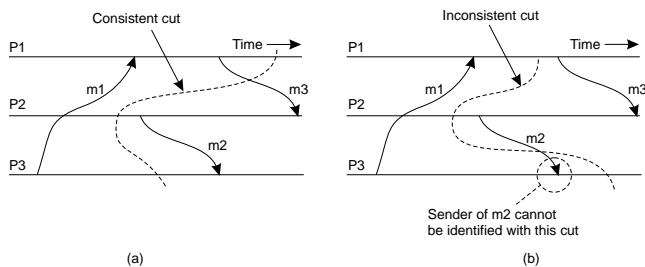 Consistent cut
Time
P1
m1
m3
P2
m2
P3
(a)
Inconsistent cut
Time
P1
m1
m3
P2
m2
P3
Sender of m2 cannot
be identified with this cut
(b)